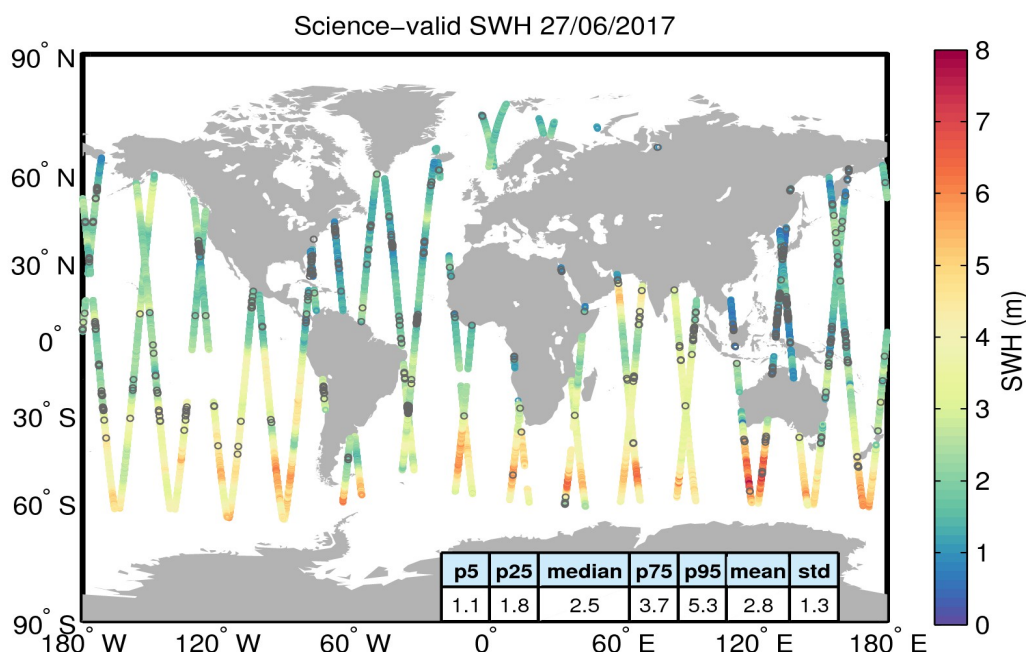 Science−valid SWH 27/06/2017
90° N
60° N
30° N
0°
30° S
60° S
90° S
180° W
120° W
60° W
0°
60° E
120° E
180° E
p5 p25 median p75 p95 mean std
1.1 1.8 2.5 3.7 5.3 2.8 1.3
8
7
6
5
4
3
2
1
0
SWH (m)